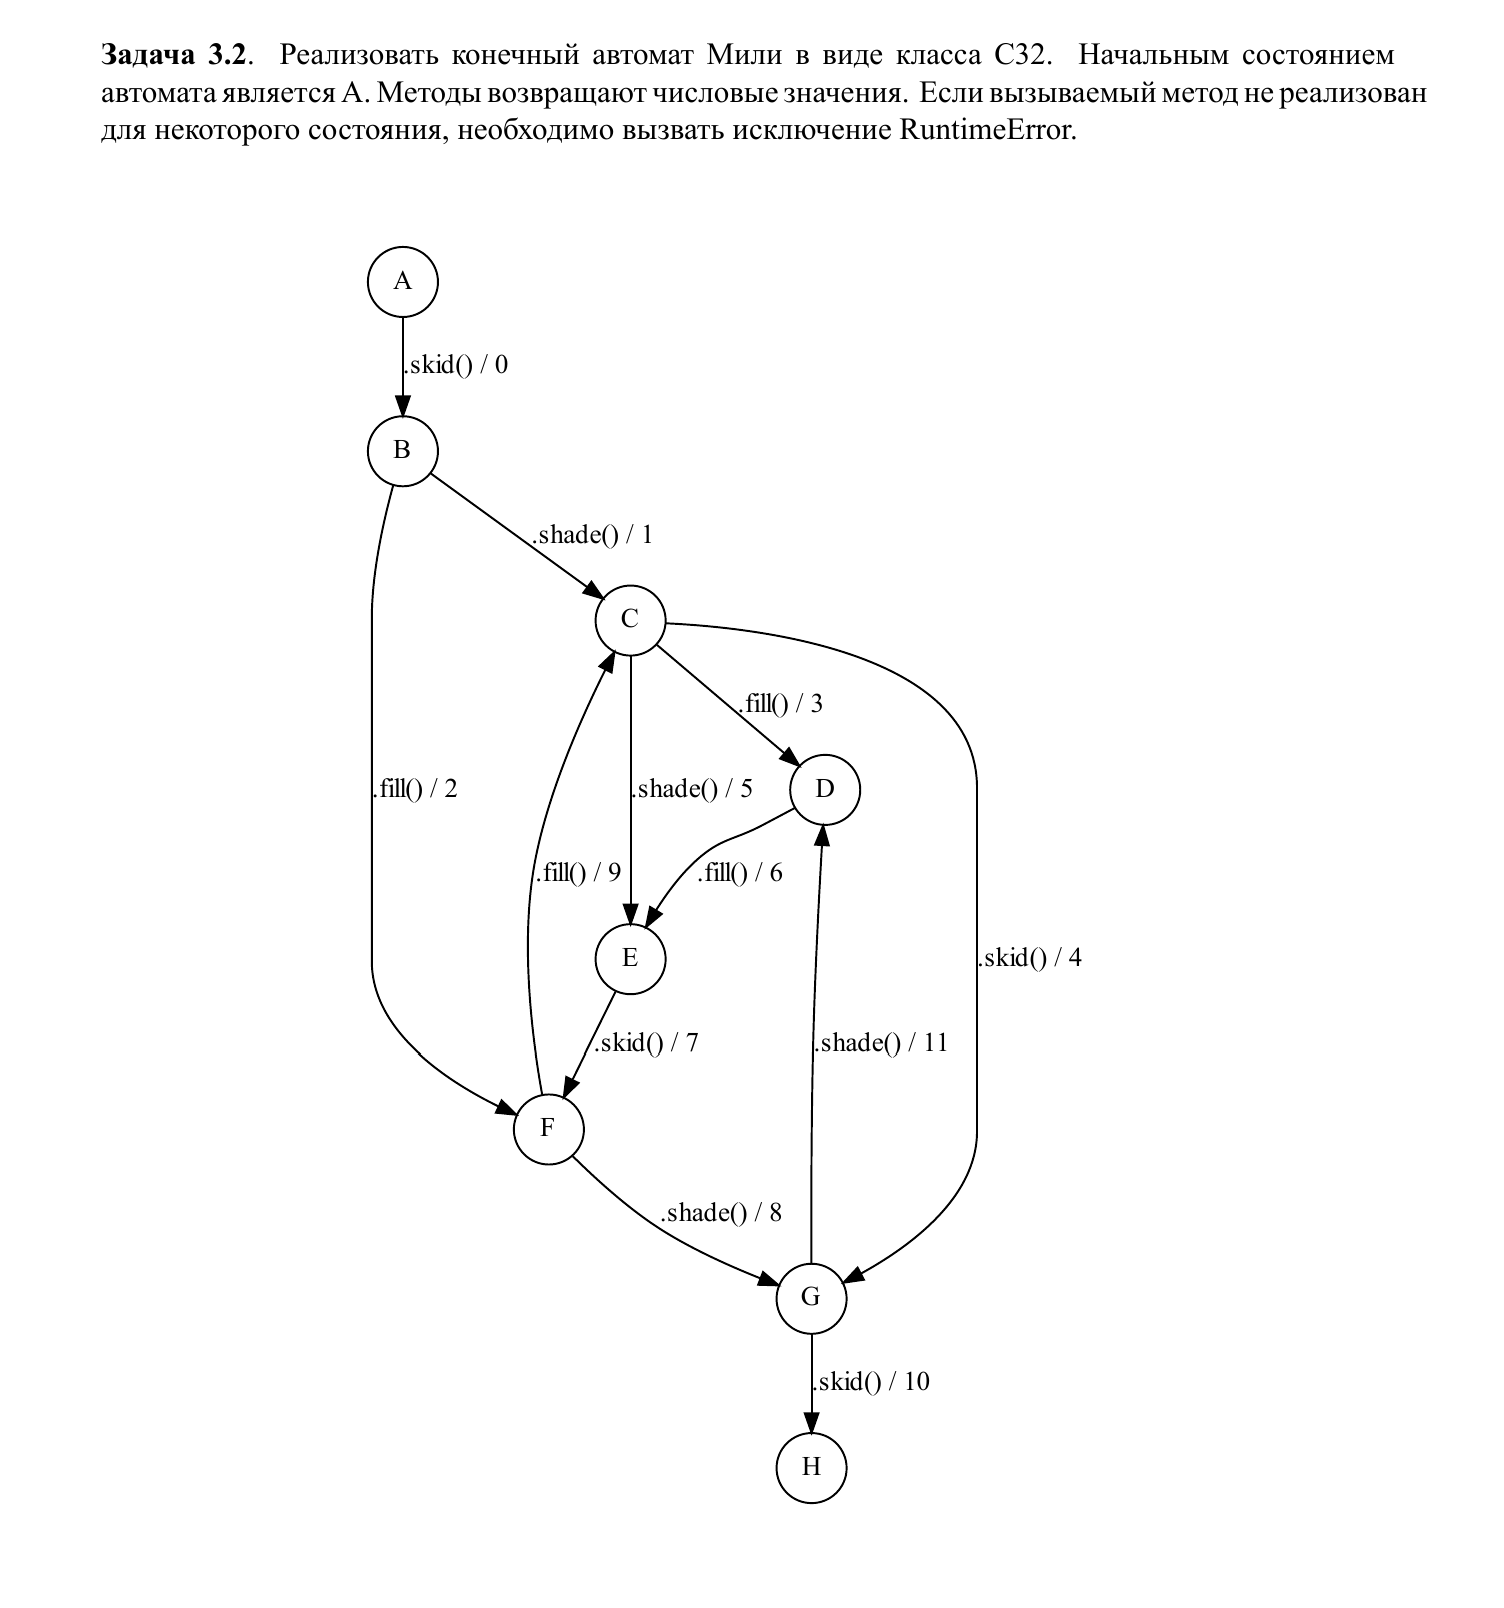 Задача 3.2. Реализовать конечный автомат Мили в виде класса C32. Начальным состоянием
автомата является A. Методы возвращают числовые значения. Если вызываемый метод не реализован
для некоторого состояния, необходимо вызвать исключение RuntimeError.
A
.skid() / 0
B
.shade() / 1
C
.fill() / 3
.fill() / 2
.shade() / 5
D
.fill() / 9
.fill() / 6
E
.skid() / 4
.skid() / 7
.shade() / 11
F
.shade() / 8
G
.skid() / 10
H